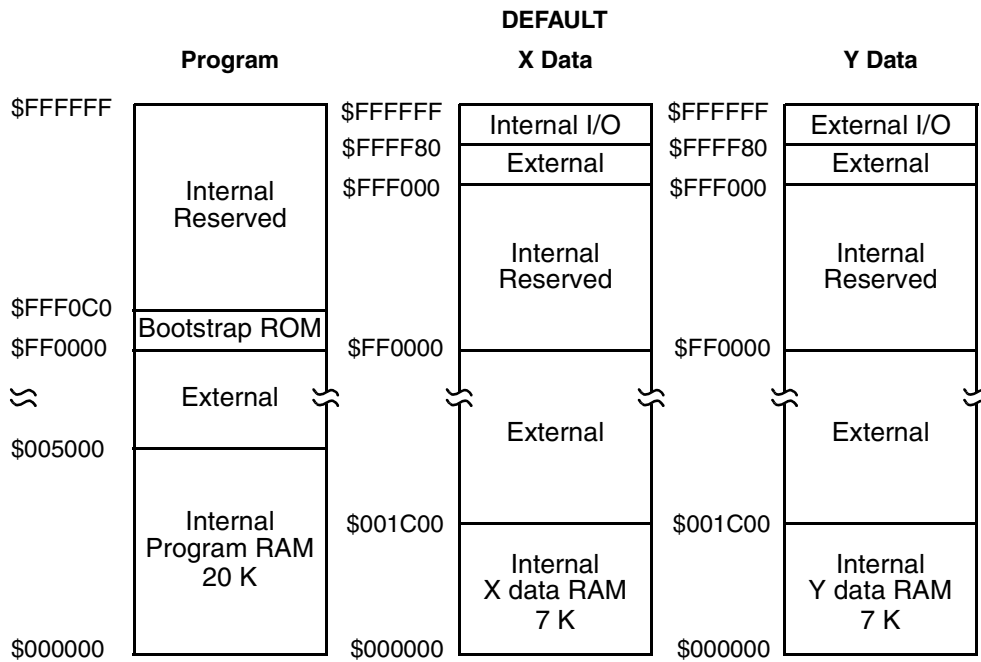 DEFAULT
Program
X Data
Y Data
$FFFFFF
Internal
Reserved
$FFF0C0
Bootstrap ROM
$FF0000
External
$005000
Internal
Program RAM
20 K
$000000
$FFFFFF
Internal I/O
$FFFF80
External
$FFF000
Internal
Reserved
$FF0000
External
$001C00
Internal
X data RAM
7 K
$000000
$FFFFFF
External I/O
$FFFF80
External
$FFF000
Internal
Reserved
$FF0000
External
$001C00
Internal
Y data RAM
7 K
$000000